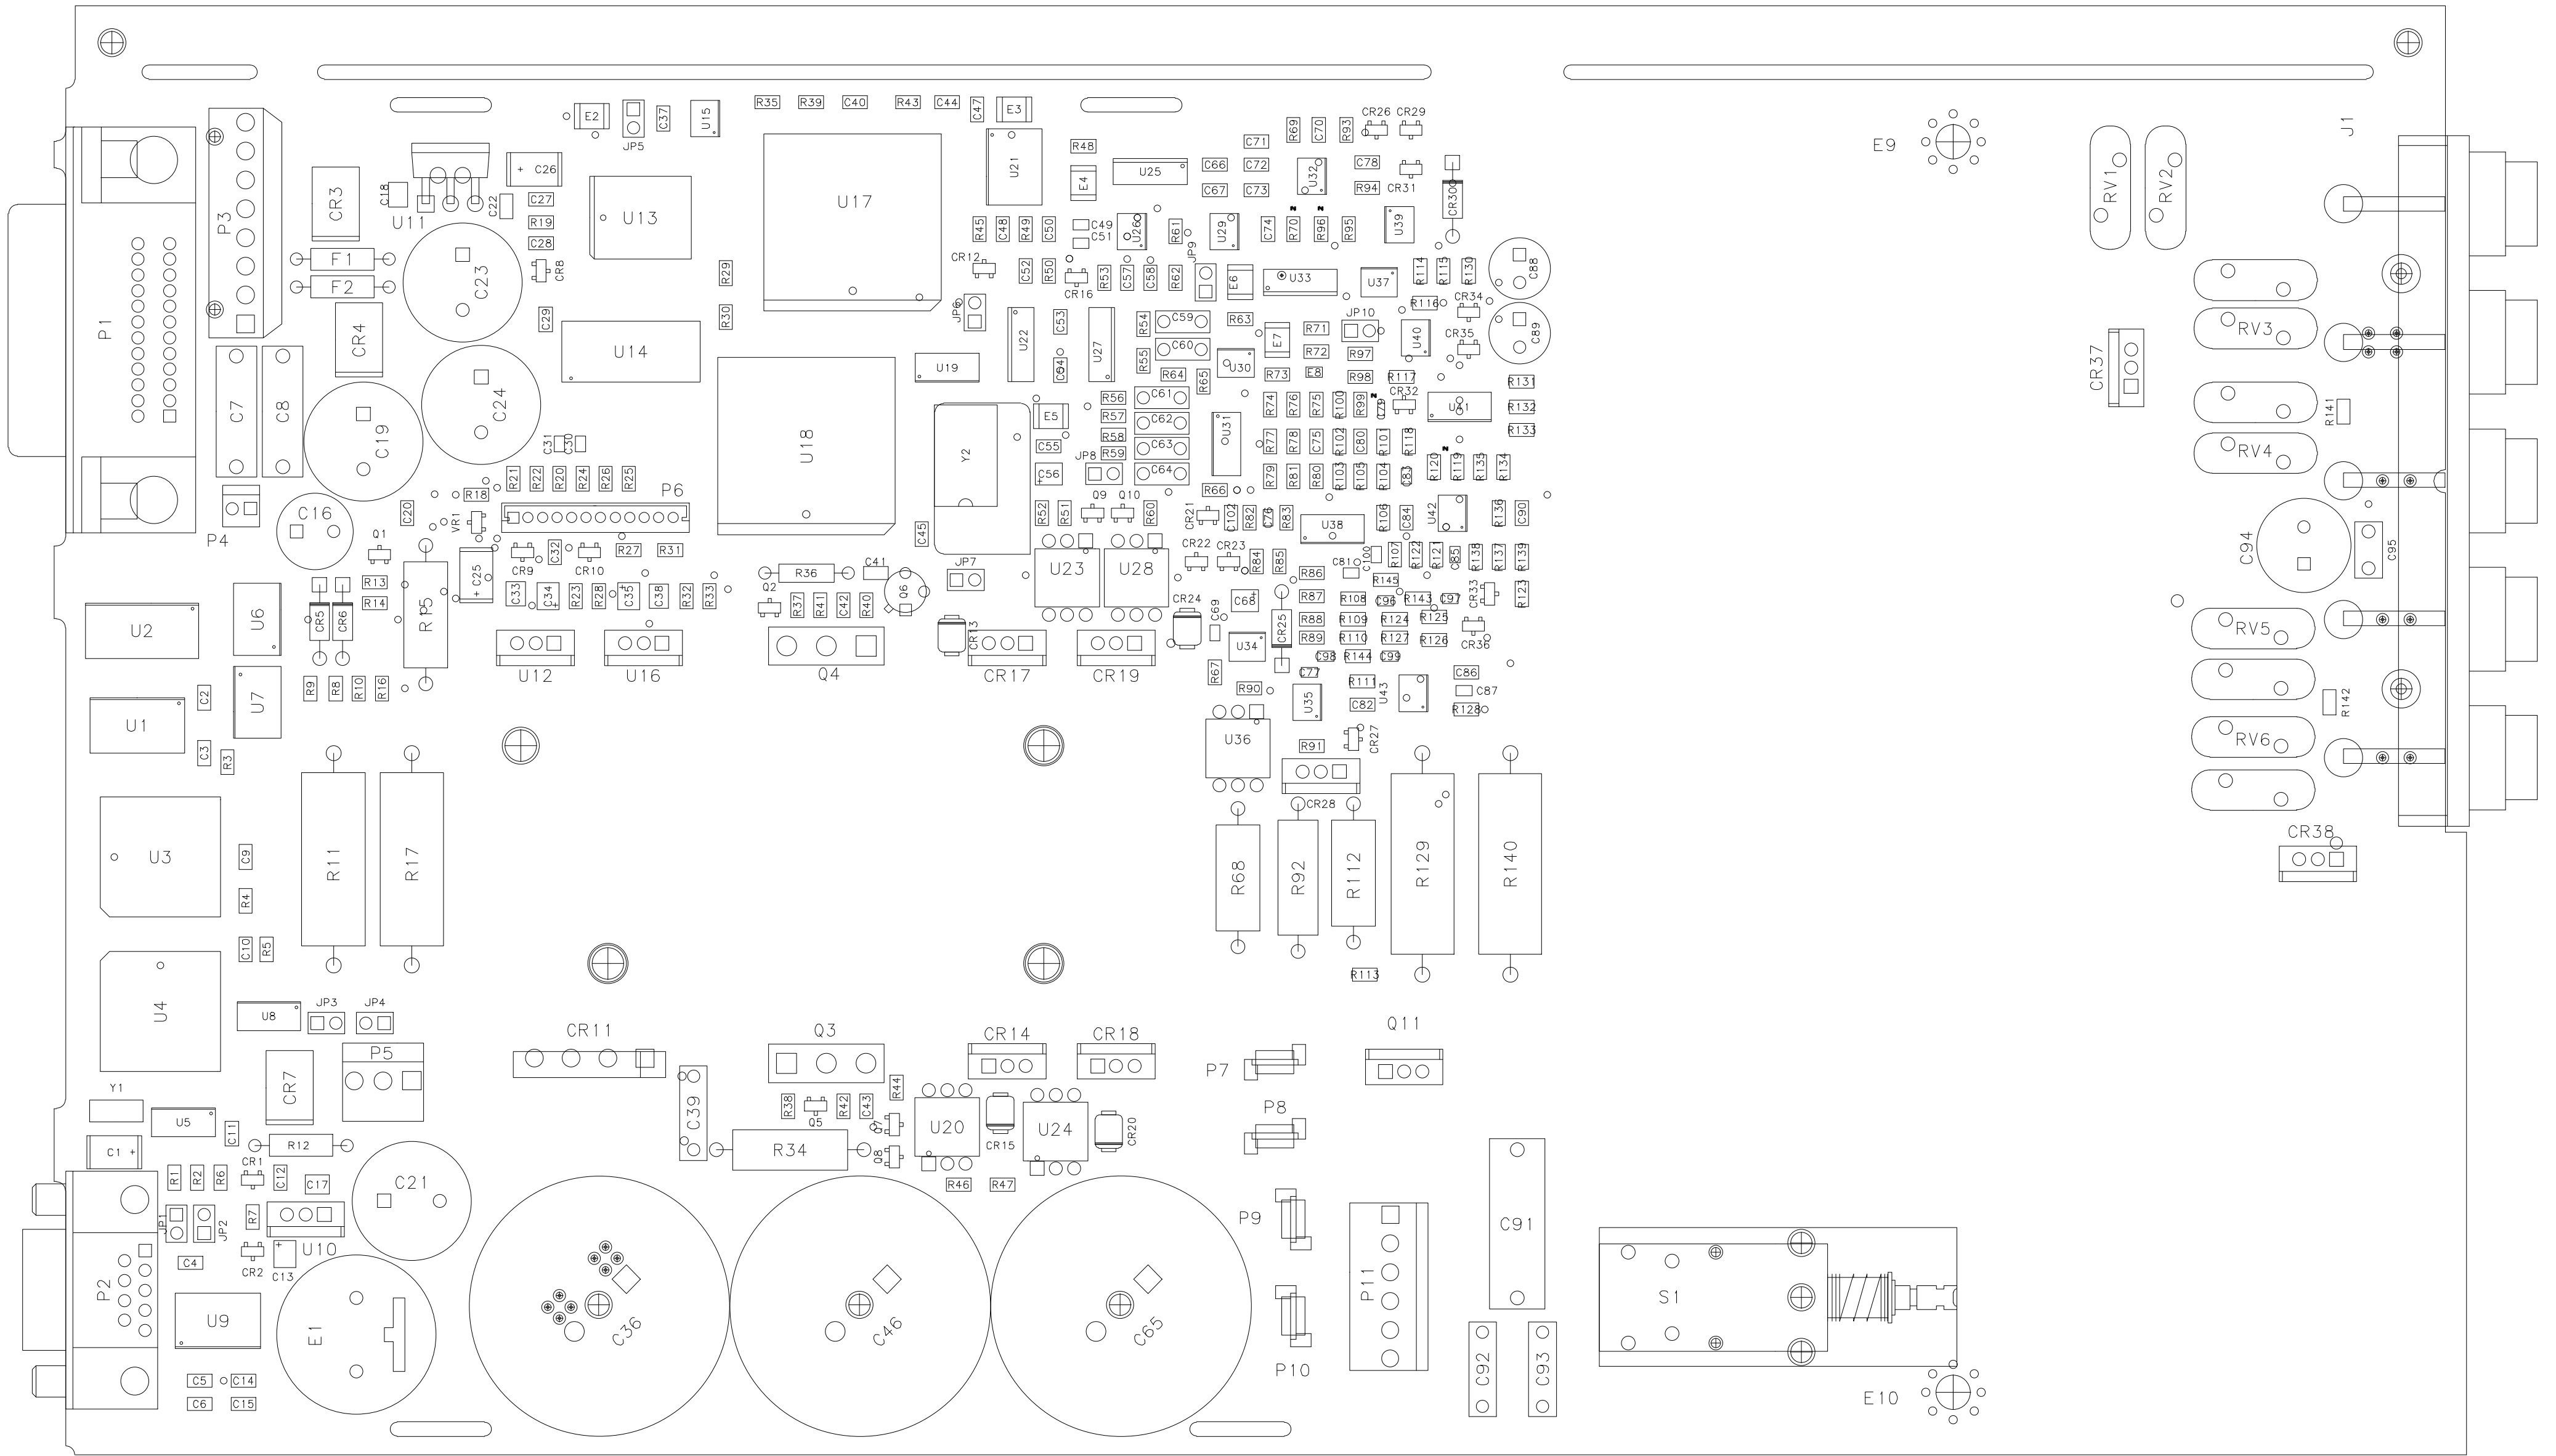 R35 R39 C40 R43 C44 C47 E3
E2 JP5 C37 U15
C71 R69 C70 R93 CR26 CR29
J1
E9
R48 U21 U25 C66 C72 U32 C78
CR31
C67 C73 R94 CR30
E4
RV1 RV2
P3 CR3 C18 U11 C22 C26 +
C27 R19 C28 CR8
U13 U17
R45 C48 R49 C50 C49 C51 U26 R61 U29 C74 R70 R96 R95 U39
JP9
CR12 C52 R50 CR16 R53 C57 C58 R62 E6 U33 U37 R114 R115 R130 C88
F1
F2
C23 R29
P1
CR4 C29 R30
U14
JP6 U22 C53 U27 R54 C59 R63 E7 R71 JP10 R116 CR34 C89
RV3
U40 CR35
U19 C54 R55 C60 U30 R72 R97
R64 R65 R73 E8 R98 R117 R131
CR37
C7 C8 C19 C24
U18 Y2
E5 R56 C61 R74 R76 R75 R100 R99 C79 CR32 U41 R132
R57 C62 U31 R133
R141
R58 C63 C55 R77 R78 C75 R102 C80 R101 R118
R59 C64 JP8 C56 +
RV4
C31 C30
R79 R81 R80 R103 R105 R104 C83 R120 R119 R135 R134
R21 R22 R20 R24 R26 R25
R18 P6
R66
P4 C16 C20 VR1
Q1
C45 R52 R51 Q9 Q10 R60 CR21 C102 R82 C76 R83 U38 R106 C84 U42 R136 C90
C94 C95
CR9 C32 CR10 R27 R31
U23 U28 CR22 CR23 R84 R85 C81 C100 R107 R122 R121 C85 R138 R137 R139
R13
R14
C25 + Q2 R36 C41 JP7 Q6
R86 R145
U2 U6 CR5 CR6
C33 C34 + R23 R28 C35 + C38 R32 R33
R37 R41 C42 R40
CR24 C69 C68 + CR25 R87 R108 C96 R143 C97 CR33 R123
R88 R109 R124 R125
R89 R110 R127 R126 CR36
RV5
U12 U16 Q4 CR13 CR17 CR19
U34 C98 R144 C99
R67 C77 C86
R90 R111 U43 C87
U35 C82 R128
R142
U1 C2 U7 R9 R8 R10 R16
C3 R3
U36 R91 CR27
CR28
RV6
U3 C9 R4 R11 R17
R68 R92 R112 R129 R140
CR38
C10 R5
R113
U4 U8 JP3 JP4
CR11 Q3 CR14 CR18 Q11
P5 CR7
P7
Y1 U5 C11
C39 R38 Q5 R42 C43 R44 Q7 Q8
U20 CR15 U24 CR20
P8
C1 + R12
R34
R1 R2 R6 CR1 C12 C17 C21
R46 R47
JP1 JP2 R7 U10
P9 C91
C4 CR2 C13 +
P2 U9 E1
C36 C46 C65
P11 S1
P10
C92 C93
C5 C14
C6 C15
E10